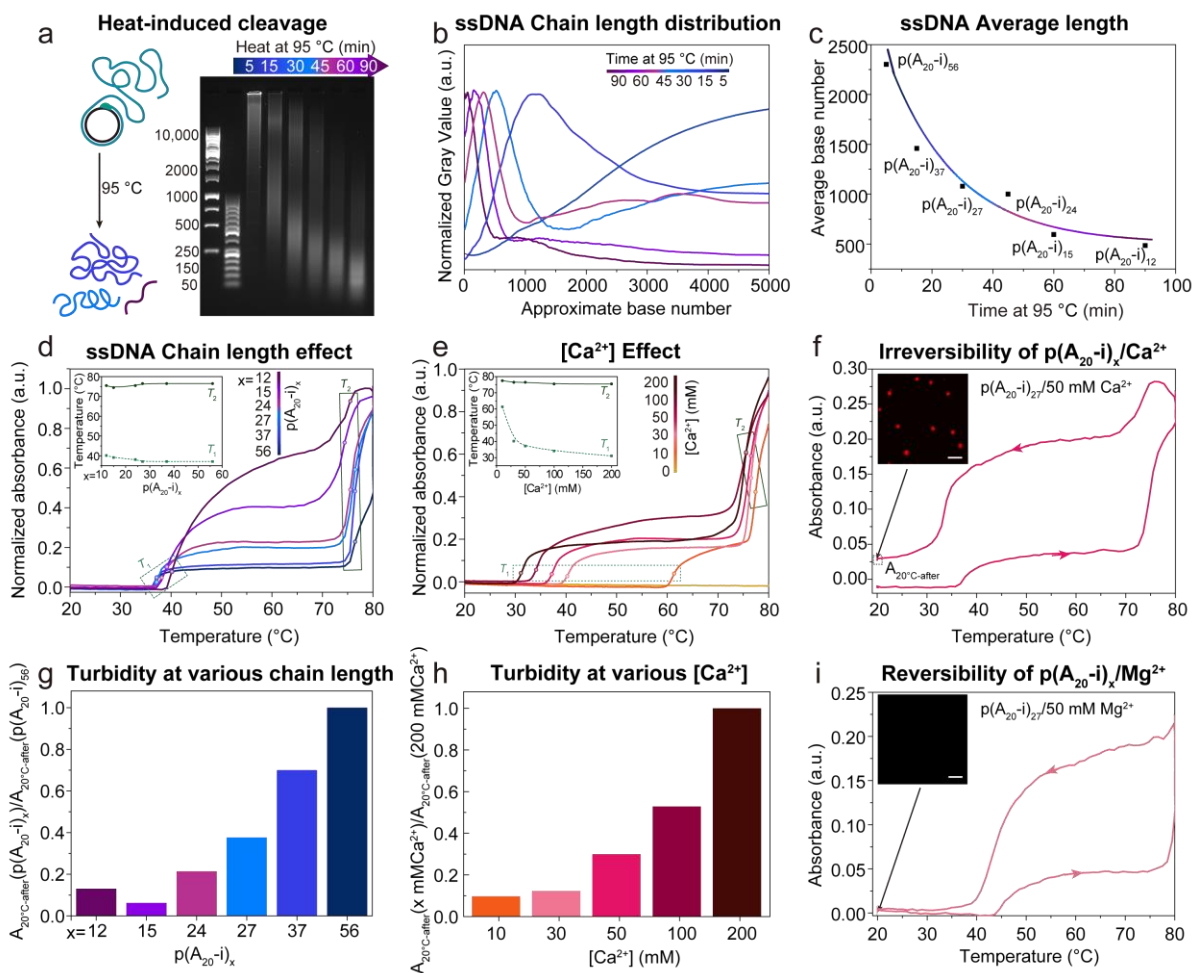 a
Heat-induced cleavage
Heat at 95 °C (min)
5 15 30 45 60 90
95 °C
10,000
2000
1000
500
250
150
50
b
ssDNA Chain length distribution
Time at 95 °C (min)
90 60 45 30 15 5
Normalized Gray Value (a.u.)
0 1000 2000 3000 4000 5000
Approximate base number
c
ssDNA Average length
Average base number
2500
2000
1500
1000
500
p(A20-i)56
p(A20-i)37
p(A20-i)27
p(A20-i)24
p(A20-i)15
p(A20-i)12
0 20 40 60 80 100
Time at 95 °C (min)
d
ssDNA Chain length effect
Normalized absorbance (a.u.)
1.0
0.8
0.6
0.4
0.2
0.0
Temperature (°C)
80
60
40
T2
T1
x=10 20 30 40 50 60
p(A20-i)x
x= 12
15
24
27
37
56
p(A20-i)x
T2
T1
20 30 40 50 60 70 80
Temperature (°C)
e
[Ca2+] Effect
Normalized absorbance (a.u.)
1.0
0.8
0.6
0.4
0.2
0.0
Temperature (°C)
80
70
60
50
40
30
T2
T1
0 50 100 150 200
[Ca2+] (mM)
200
100
50
30
10
0
[Ca2+] (mM)
T2
T1
20 30 40 50 60 70 80
Temperature (°C)
f
Irreversibility of p(A20-i)x/Ca2+
p(A20-i)27/50 mM Ca2+
Absorbance (a.u.)
0.30
0.25
0.20
0.15
0.10
0.05
0.00
A20°C-after
20 30 40 50 60 70 80
Temperature (°C)
g
Turbidity at various chain length
A20°C-after(p(A20-i)x)/A20°C-after(p(A20-i)56)
1.0
0.8
0.6
0.4
0.2
0.0
x= 12 15 24 27 37 56
p(A20-i)x
h
Turbidity at various [Ca2+]
A20°C-after(x mMCa2+)/A20°C-after(200 mMCa2+)
1.0
0.8
0.6
0.4
0.2
0.0
10 30 50 100 200
[Ca2+] (mM)
i
Reversibility of p(A20-i)x/Mg2+
p(A20-i)27/50 mM Mg2+
Absorbance (a.u.)
0.25
0.20
0.15
0.10
0.05
0.00
20 30 40 50 60 70 80
Temperature (°C)